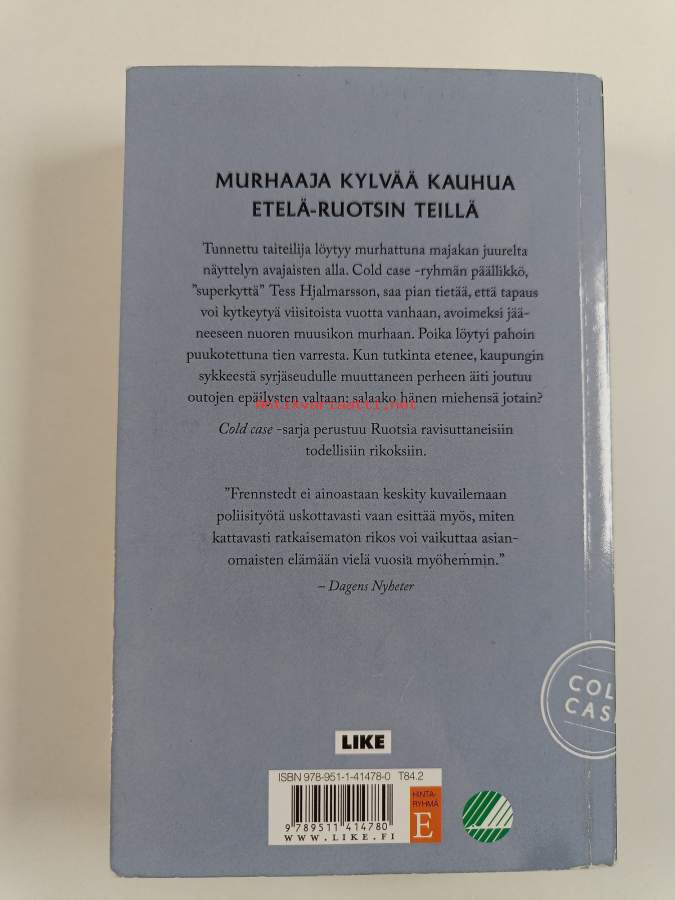 MURHAAJA KYLVÄÄ KAUHUA
ETELÄ-RUOTSIN TEILLÄ
Tunnettu taiteilija löytyy murhattuna majakan juurelta
näyttelyn avajaisten alla. Cold case -ryhmän päällikkö,
”superkyttä” Tess Hjalmarsson, saa pian tietää, että tapaus
voi kytkeytyä viisitoista vuotta vanhaan, avoimeksi jää-
neeseen nuoren muusikon murhaan. Poika löytyi pahoin
puukotettuna tien varresta. Kun tutkinta etenee, kaupungin
sykkeestä syrjäseudulle muuttaneen perheen äiti joutuu
outojen epäilysten valtaan: salaako hänen miehensä jotain?
antikvariaatti.net
Cold case -sarja perustuu Ruotsia ravisuttaneisiin
todellisiin rikoksiin.
”Frennstedt ei ainoastaan keskity kuvailemaan
poliisityötä uskottavasti vaan esittää myös, miten
kattavasti ratkaisematon rikos voi vaikuttaa asian-
omaisten elämään vielä vuosia myöhemmin.”
– Dagens Nyheter
COL
CAS
LIKE
ISBN 978-951-1-41478-0 T84.2
HINTA-
RYHMÄ
E
9 789511 414780
WWW.LIKE.FI